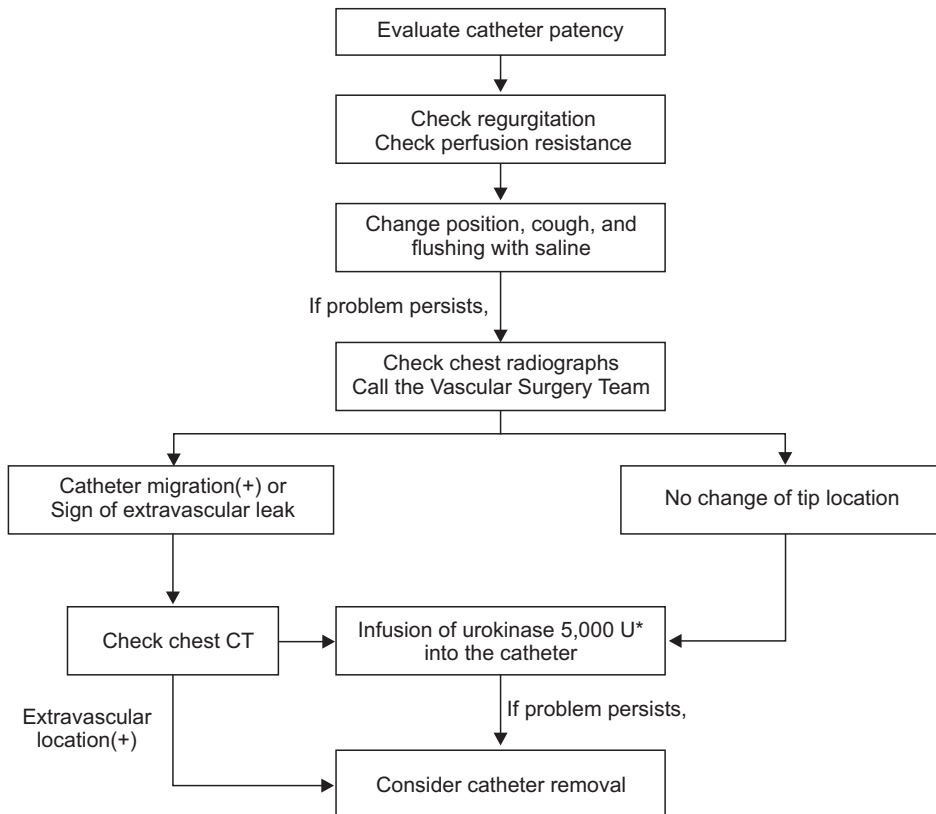 Evaluate catheter patency
Check regurgitation
Check perfusion resistance
Change position, cough, and
flushing with saline
If problem persists,
Check chest radiographs
Call the Vascular Surgery Team
Catheter migration(+) or
Sign of extravascular leak
No change of tip location
Check chest CT
Infusion of urokinase 5,000 U*
into the catheter
Extravascular
location(+)
If problem persists,
Consider catheter removal